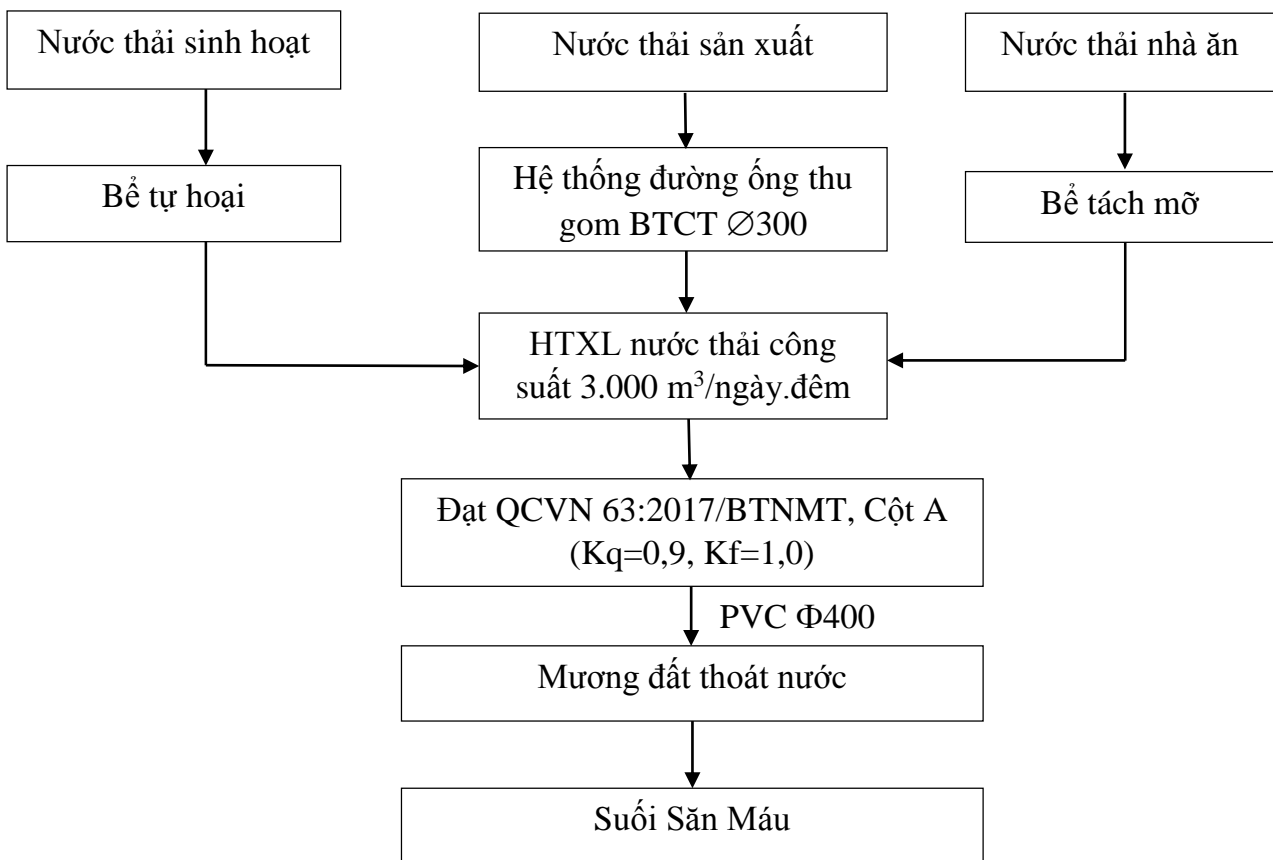 Nước thải sinh hoạt
Nước thải sản xuất
Nước thải nhà ăn
Bể tự hoại
Hệ thống đường ống thu
gom BTCT ∅300
Bể tách mỡ
HTXL nước thải công
suất 3.000 m³/ngày.đêm
Đạt QCVN 63:2017/BTNMT, Cột A
(Kq=0,9, Kf=1,0)
PVC Φ400
Mương đất thoát nước
Suối Săn Máu